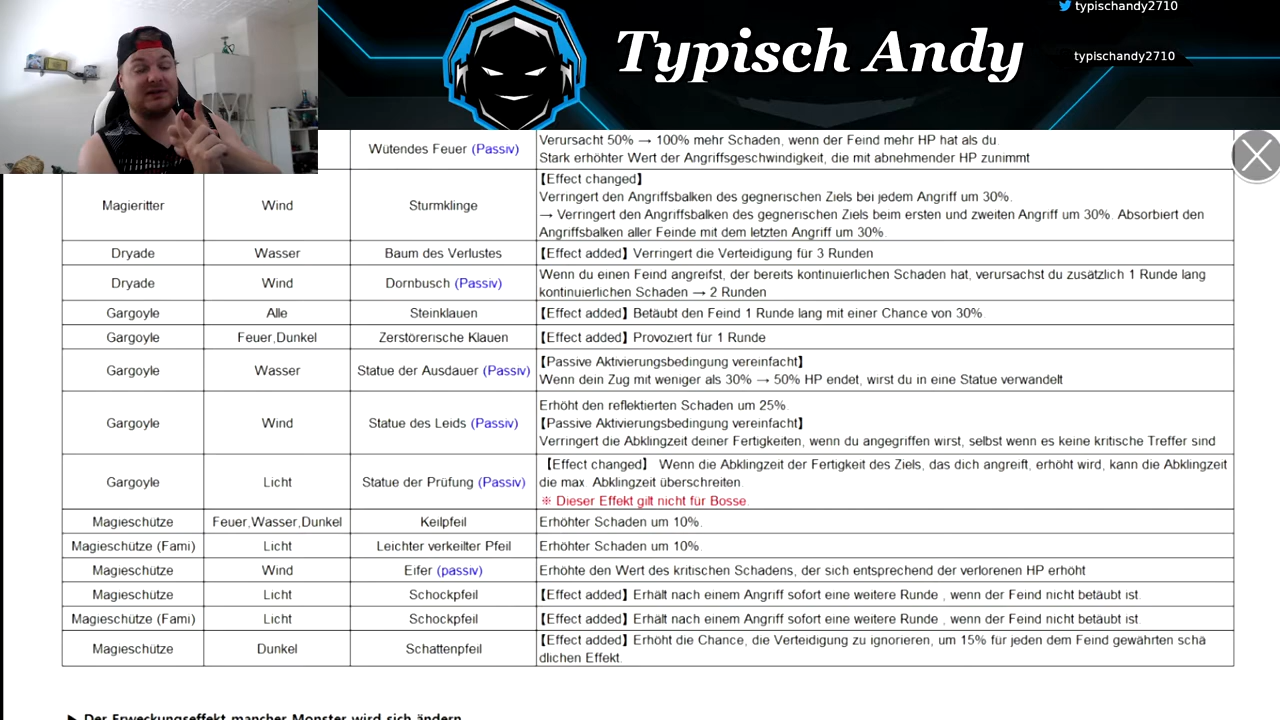 typischandy2710
Typisch Andy
typischandy2710
Wütendes Feuer (Passiv)
Verursacht 50% → 100% mehr Schaden, wenn der Feind mehr HP hat als du.
Stark erhöhter Wert der Angriffsgeschwindigkeit, die mit abnehmender HP zunimmt
Magieritter
Wind
Sturmklinge
【Effect changed】
Verringert den Angriffsbalken des gegnerischen Ziels bei jedem Angriff um 30%.
→ Verringert den Angriffsbalken des gegnerischen Ziels beim ersten und zweiten Angriff um 30%. Absorbiert den
Angriffsbalken aller Feinde mit dem letzten Angriff um 30%.
Dryade
Wasser
Baum des Verlustes
【Effect added】 Verringert die Verteidigung für 3 Runden
Dryade
Wind
Dornbusch (Passiv)
Wenn du einen Feind angreifst, der bereits kontinuierlichen Schaden hat, verursachst du zusätzlich 1 Runde lang
kontinuierlichen Schaden → 2 Runden
Gargoyle
Alle
Steinklauen
【Effect added】 Betäubt den Feind 1 Runde lang mit einer Chance von 30%.
Gargoyle
Feuer,Dunkel
Zerstörerische Klauen
【Effect added】 Provoziert für 1 Runde
Gargoyle
Wasser
Statue der Ausdauer (Passiv)
【Passive Aktivierungsbedingung vereinfacht】
Wenn dein Zug mit weniger als 30% → 50% HP endet, wirst du in eine Statue verwandelt
Gargoyle
Wind
Statue des Leids (Passiv)
Erhöht den reflektierten Schaden um 25%.
【Passive Aktivierungsbedingung vereinfacht】
Verringert die Abklingzeit deiner Fertigkeiten, wenn du angegriffen wirst, selbst wenn es keine kritische Treffer sind
Gargoyle
Licht
Statue der Prüfung (Passiv)
【Effect changed】 Wenn die Abklingzeit der Fertigkeit des Ziels, das dich angreift, erhöht wird, kann die Abklingzeit
die max. Abklingzeit überschreiten.
※ Dieser Effekt gilt nicht für Bosse.
Magieschütze
Feuer,Wasser,Dunkel
Keilpfeil
Erhöhter Schaden um 10%.
Magieschütze (Fami)
Licht
Leichter verkeilter Pfeil
Erhöhter Schaden um 10%.
Magieschütze
Wind
Eifer (passiv)
Erhöhte den Wert des kritischen Schadens, der sich entsprechend der verlorenen HP erhöht
Magieschütze
Licht
Schockpfeil
【Effect added】 Erhält nach einem Angriff sofort eine weitere Runde , wenn der Feind nicht betäubt ist.
Magieschütze (Fami)
Licht
Schockpfeil
【Effect added】 Erhält nach einem Angriff sofort eine weitere Runde , wenn der Feind nicht betäubt ist.
Magieschütze
Dunkel
Schattenpfeil
【Effect added】 Erhöht die Chance, die Verteidigung zu ignorieren, um 15% für jeden dem Feind gewährten schä
dlichen Effekt.
▶ Der Erweckungseffekt mancher Monster wird sich ändern